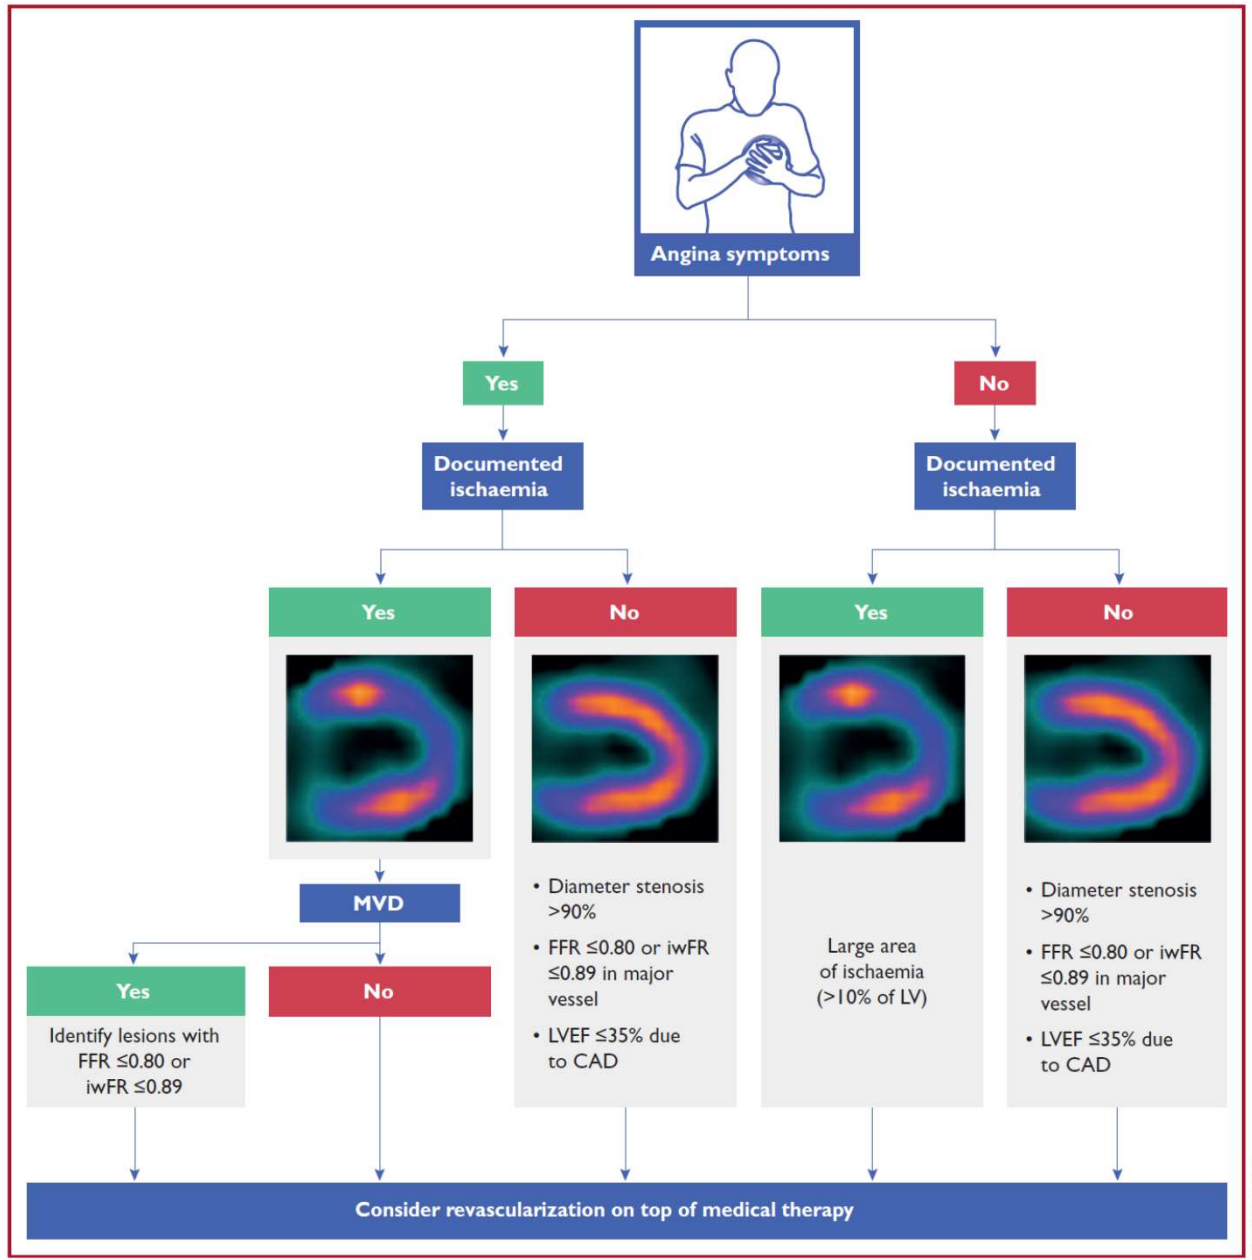 Angina symptoms
Yes
No
Documented
ischaemia
Documented
ischaemia
Yes
No
Yes
No
MVD
Yes
No
Identify lesions with
FFR ≤0.80 or
iwFR ≤0.89
• Diameter stenosis
>90%
• FFR ≤0.80 or iwFR
≤0.89 in major
vessel
• LVEF ≤35% due
to CAD
Large area
of ischaemia
(>10% of LV)
• Diameter stenosis
>90%
• FFR ≤0.80 or iwFR
≤0.89 in major
vessel
• LVEF ≤35% due
to CAD
Consider revascularization on top of medical therapy